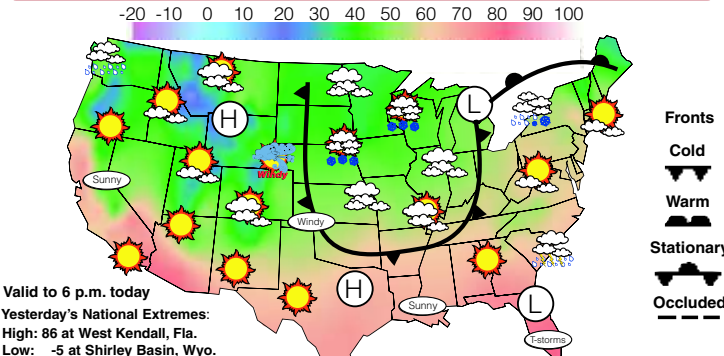 -20 -10 0 10 20 30 40 50 60 70 80 90 100
L
H
Fronts
Cold
Sunny
Windy
Warm
Windy
Stationary
H
Sunny
L
Occluded
T-storms
Valid to 6 p.m. today
Yesterday's National Extremes:
High: 86 at West Kendall, Fla.
Low: -5 at Shirley Basin, Wyo.